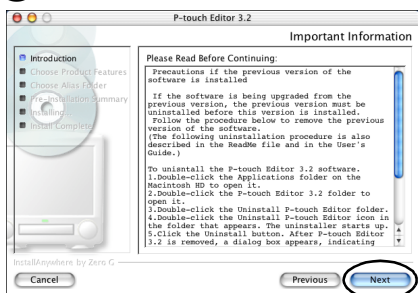 P-touch Editor 3.2
Important Information
Introduction
Choose Product Features
Choose Alias Folder
Pre-Installation Summary
Installing...
Install Complete
Please Read Before Continuing:
Precautions if the previous version of the
software is installed
If the software is being upgraded from the
previous version, the previous version must be
uninstalled before this version is installed.
Follow the procedure below to remove the previous
version of the software.
(The following uninstallation procedure is also
described in the ReadMe file and in the User's
Guide.)
To uninstall the P-touch Editor 3.2 software.
1.Double-click the Applications folder on the
Macintosh HD to open it.
2.Double-click the P-touch Editor 3.2 folder to
open it.
3.Double-click the Uninstall P-touch Editor folder.
4.Double-click the Uninstall P-touch Editor icon in
the folder that appears. The uninstaller starts up.
5.Click the Uninstall button. After P-touch Editor
3.2 is removed, a dialog box appears, indicating
InstallAnywhere by Zero G
Cancel
Previous
Next